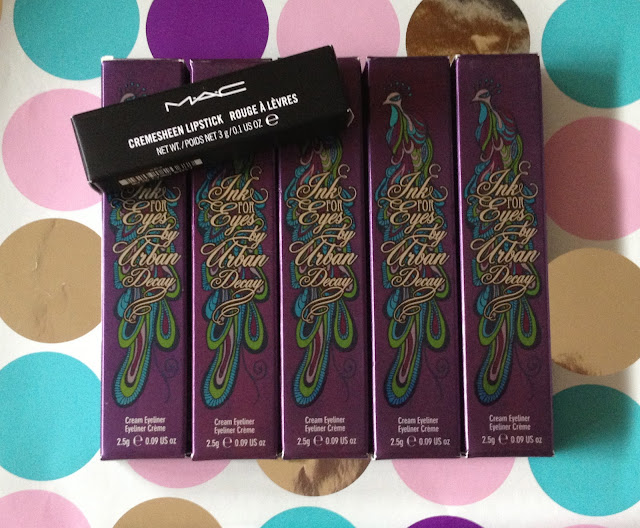 MAC
CREMESHEEN LIPSTICK ROUGE À LÈVRES
NET WT./POIDS NET 3 g/0.1 US OZ ℮
Ink
FOR
Eyes
by
Urban
Decay
Cream Eyeliner
Eyeliner Crème
2.5g ℮ 0.09 US oz
Ink
FOR
Eyes
by
Urban
Decay
Cream Eyeliner
Eyeliner Crème
2.5g ℮ 0.09 US oz
Ink
FOR
Eyes
by
Urban
Decay
Cream Eyeliner
Eyeliner Crème
2.5g ℮ 0.09 US oz
Ink
FOR
Eyes
by
Urban
Decay
Cream Eyeliner
Eyeliner Crème
2.5g ℮ 0.09 US oz
Ink
FOR
Eyes
by
Urban
Decay
Cream Eyeliner
Eyeliner Crème
2.5g ℮ 0.09 US oz